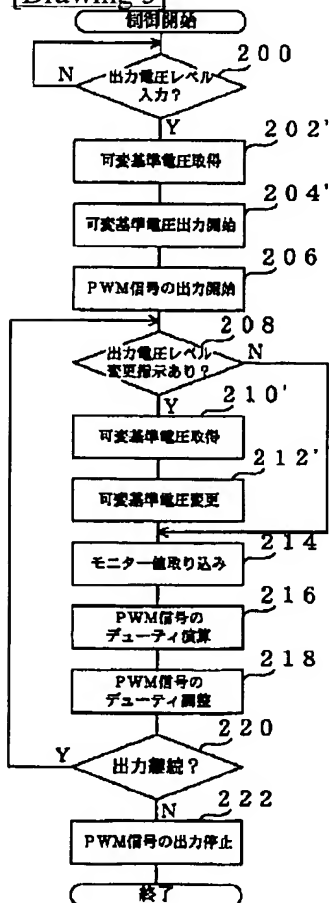 [Drawing 5]
制御開始
200
N
出力電圧レベル
入力?
Y
202'
可変基準電圧取得
204'
可変基準電圧出力開始
206
PWM信号の出力開始
208
出力電圧レベル
変更指示あり?
N
Y
210'
可変基準電圧取得
212'
可変基準電圧変更
214
モニター値取り込み
216
PWM信号の
デューティ演算
218
PWM信号の
デューティ調整
220
Y
出力継続?
N
222
PWM信号の出力停止
終了